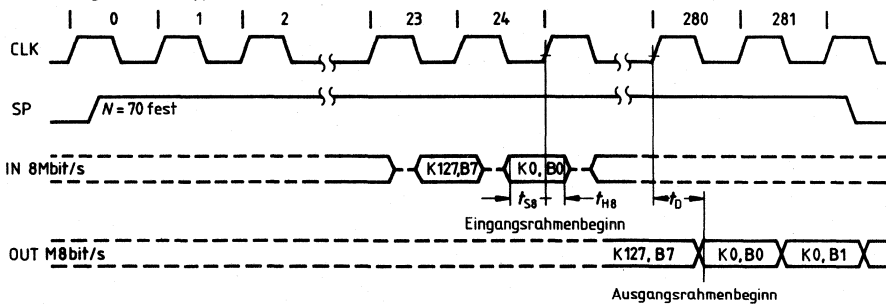 0 1 2 23 24 280 281
CLK
SP N = 70 fest
IN 8Mbit/s K127,B7 K0, B0
tS8 tH8 tD
Eingangsrahmenbeginn
OUT M8bit/s K127, B7 K0,B0 K0, B1
Ausgangsrahmenbeginn